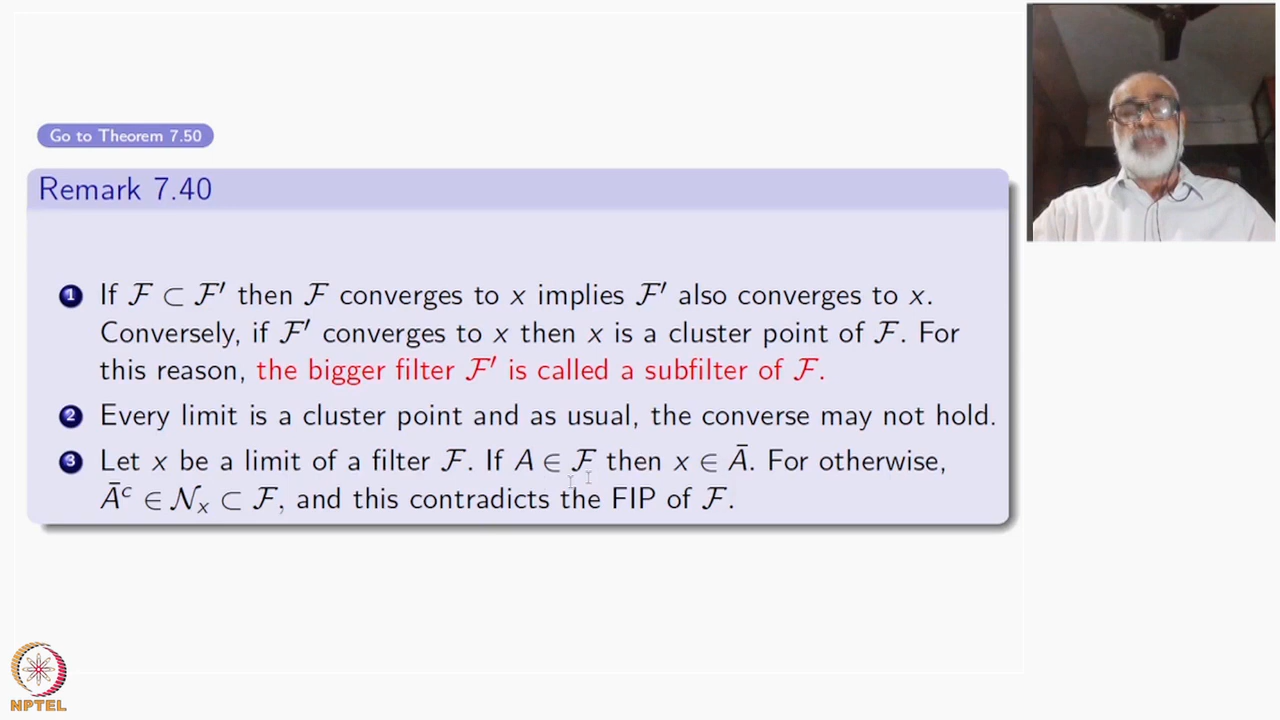 Go to Theorem 7.50
Remark 7.40
1 If ℱ ⊂ ℱ′ then ℱ converges to x implies ℱ′ also converges to x.
Conversely, if ℱ′ converges to x then x is a cluster point of ℱ. For
this reason, the bigger filter ℱ′ is called a subfilter of ℱ.
2 Every limit is a cluster point and as usual, the converse may not hold.
3 Let x be a limit of a filter ℱ. If A ∈ ℱ then x ∈ Ā. For otherwise,
Āᶜ ∈ 𝒩ₓ ⊂ ℱ, and this contradicts the FIP of ℱ.
NPTEL